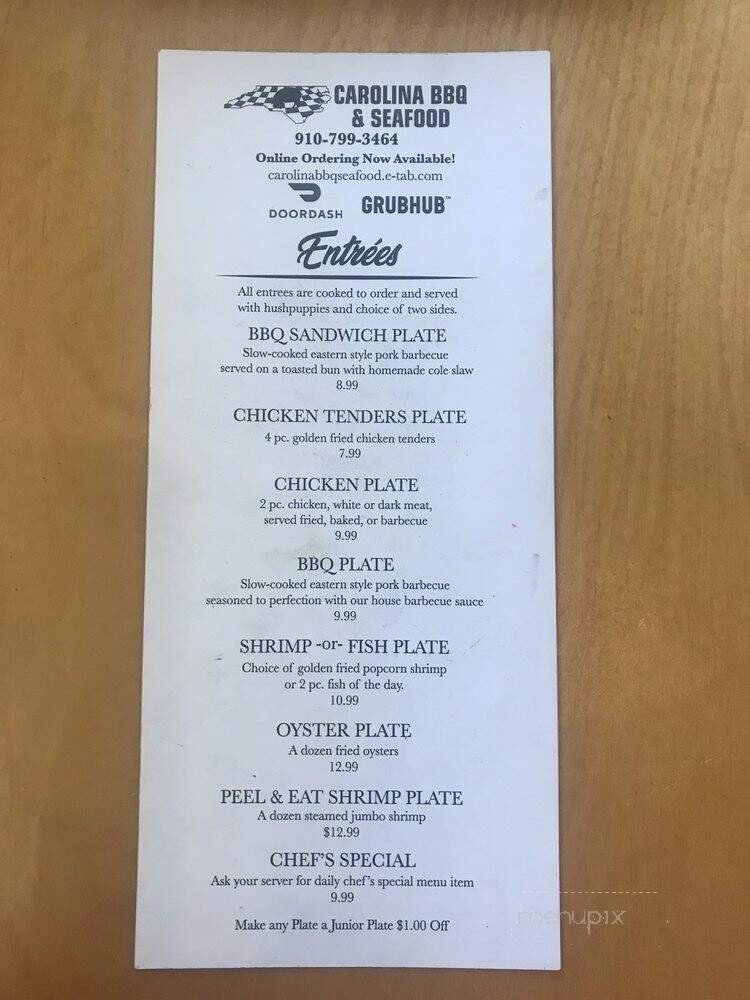 CAROLINA BBQ
& SEAFOOD
910-799-3464
Online Ordering Now Available!
carolinabbqseafood.e-tab.com
DOORDASH
GRUBHUB™
Entrées
All entrees are cooked to order and served
with hushpuppies and choice of two sides.
BBQ SANDWICH PLATE
Slow-cooked eastern style pork barbecue
served on a toasted bun with homemade cole slaw
8.99
CHICKEN TENDERS PLATE
4 pc. golden fried chicken tenders
7.99
CHICKEN PLATE
2 pc. chicken, white or dark meat,
served fried, baked, or barbecue
9.99
BBQ PLATE
Slow-cooked eastern style pork barbecue
seasoned to perfection with our house barbecue sauce
9.99
SHRIMP -or- FISH PLATE
Choice of golden fried popcorn shrimp
or 2 pc. fish of the day.
10.99
OYSTER PLATE
A dozen fried oysters
12.99
PEEL & EAT SHRIMP PLATE
A dozen steamed jumbo shrimp
$12.99
CHEF'S SPECIAL
Ask your server for daily chef's special menu item
9.99
Make any Plate a Junior Plate $1.00 Off
menupix